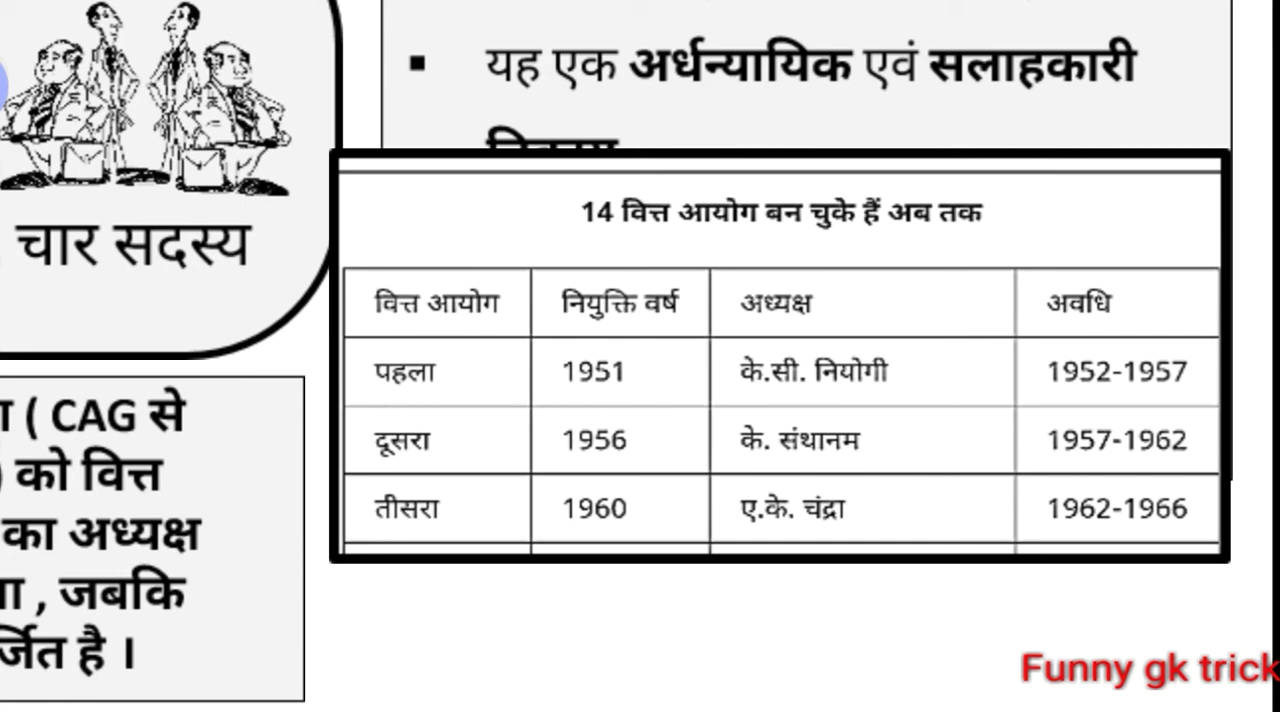 यह एक अर्धन्यायिक एवं सलाहकारी
चार सदस्य
( CAG से
को वित्त
का अध्यक्ष
, जबकि
है ।
14 वित्त आयोग बन चुके हैं अब तक
वित्त आयोग नियुक्ति वर्ष अध्यक्ष अवधि
पहला 1951 के.सी. नियोगी 1952-1957
दूसरा 1956 के. संथानम 1957-1962
तीसरा 1960 ए.के. चंद्रा 1962-1966
Funny gk trick